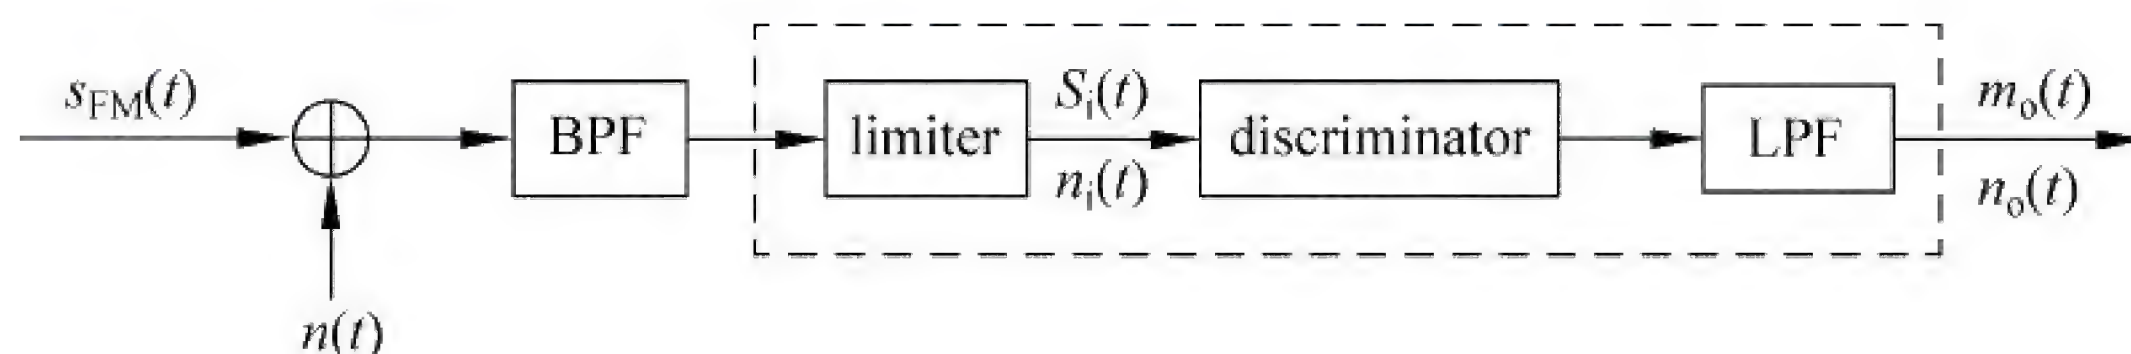 s_FM(t)
BPF
limiter
S_i(t)
n_i(t)
discriminator
LPF
m_o(t)
n_o(t)
n(t)